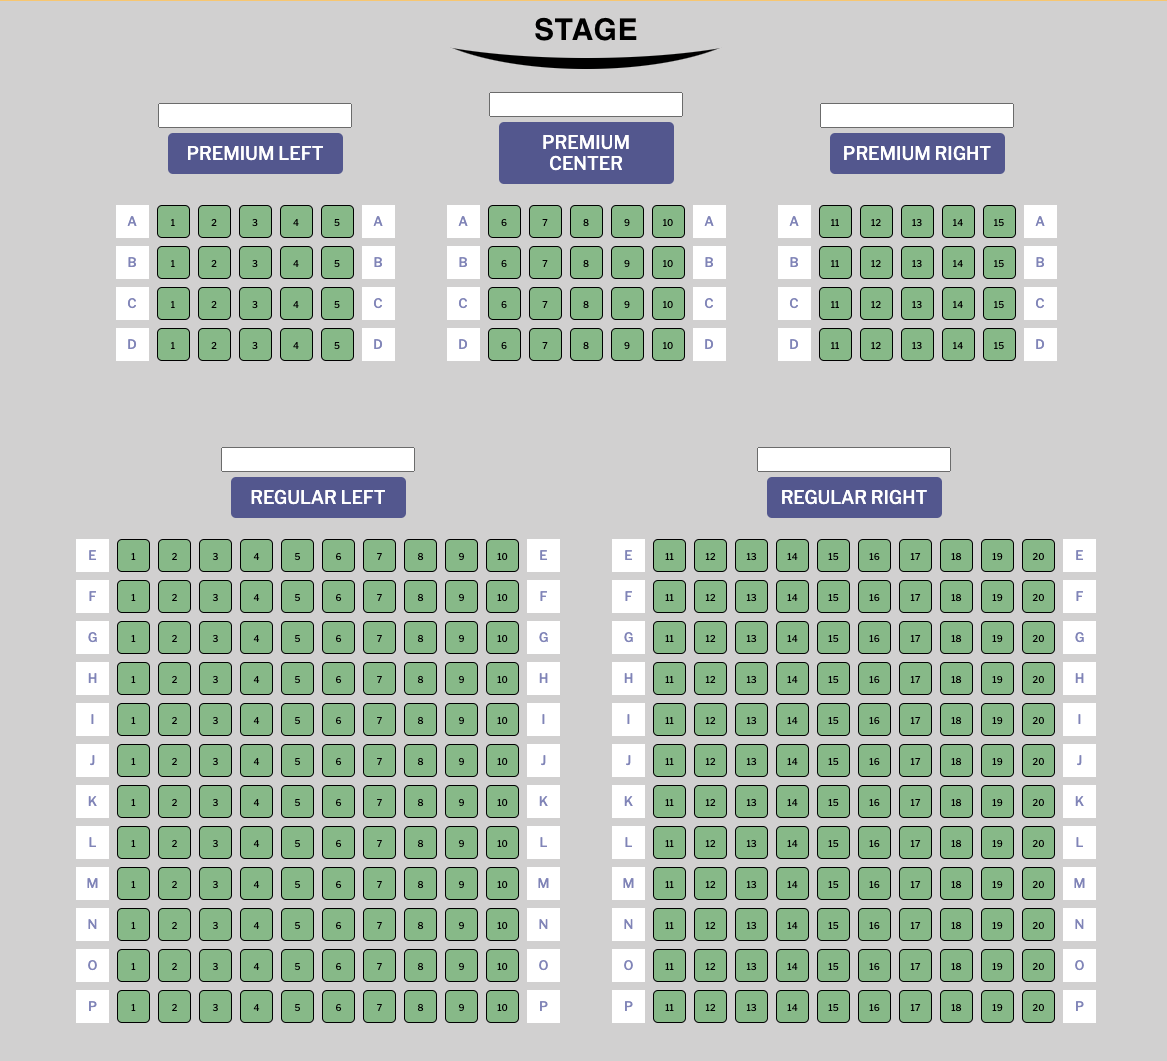 STAGE
PREMIUM LEFT
PREMIUM
CENTER
PREMIUM RIGHT
A 1 2 3 4 5 A A 6 7 8 9 10 A A 11 12 13 14 15 A
B 1 2 3 4 5 B B 6 7 8 9 10 B B 11 12 13 14 15 B
C 1 2 3 4 5 C C 6 7 8 9 10 C C 11 12 13 14 15 C
D 1 2 3 4 5 D D 6 7 8 9 10 D D 11 12 13 14 15 D
REGULAR LEFT
REGULAR RIGHT
E 1 2 3 4 5 6 7 8 9 10 E E 11 12 13 14 15 16 17 18 19 20 E
F 1 2 3 4 5 6 7 8 9 10 F F 11 12 13 14 15 16 17 18 19 20 F
G 1 2 3 4 5 6 7 8 9 10 G G 11 12 13 14 15 16 17 18 19 20 G
H 1 2 3 4 5 6 7 8 9 10 H H 11 12 13 14 15 16 17 18 19 20 H
I 1 2 3 4 5 6 7 8 9 10 I I 11 12 13 14 15 16 17 18 19 20 I
J 1 2 3 4 5 6 7 8 9 10 J J 11 12 13 14 15 16 17 18 19 20 J
K 1 2 3 4 5 6 7 8 9 10 K K 11 12 13 14 15 16 17 18 19 20 K
L 1 2 3 4 5 6 7 8 9 10 L L 11 12 13 14 15 16 17 18 19 20 L
M 1 2 3 4 5 6 7 8 9 10 M M 11 12 13 14 15 16 17 18 19 20 M
N 1 2 3 4 5 6 7 8 9 10 N N 11 12 13 14 15 16 17 18 19 20 N
O 1 2 3 4 5 6 7 8 9 10 O O 11 12 13 14 15 16 17 18 19 20 O
P 1 2 3 4 5 6 7 8 9 10 P P 11 12 13 14 15 16 17 18 19 20 P